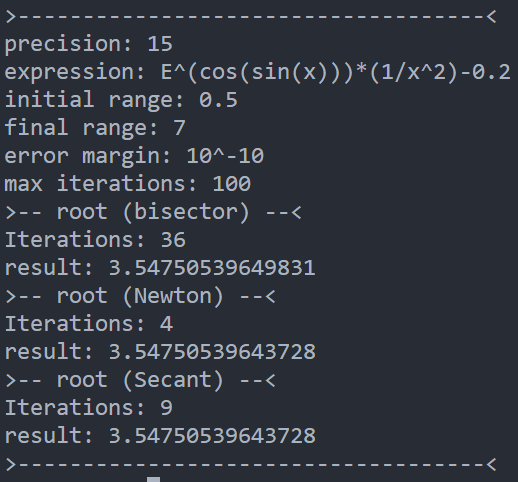 >-----------------------------------<
precision: 15
expression: E^(cos(sin(x)))*(1/x^2)-0.2
initial range: 0.5
final range: 7
error margin: 10^-10
max iterations: 100
>-- root (bisector) --<
Iterations: 36
result: 3.54750539649831
>-- root (Newton) --<
Iterations: 4
result: 3.54750539643728
>-- root (Secant) --<
Iterations: 9
result: 3.54750539643728
>-----------------------------------<